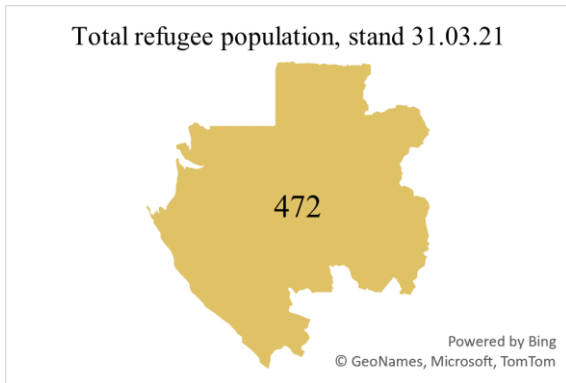 Total refugee population, stand 31.03.21
472
Powered by Bing
© GeoNames, Microsoft, TomTom